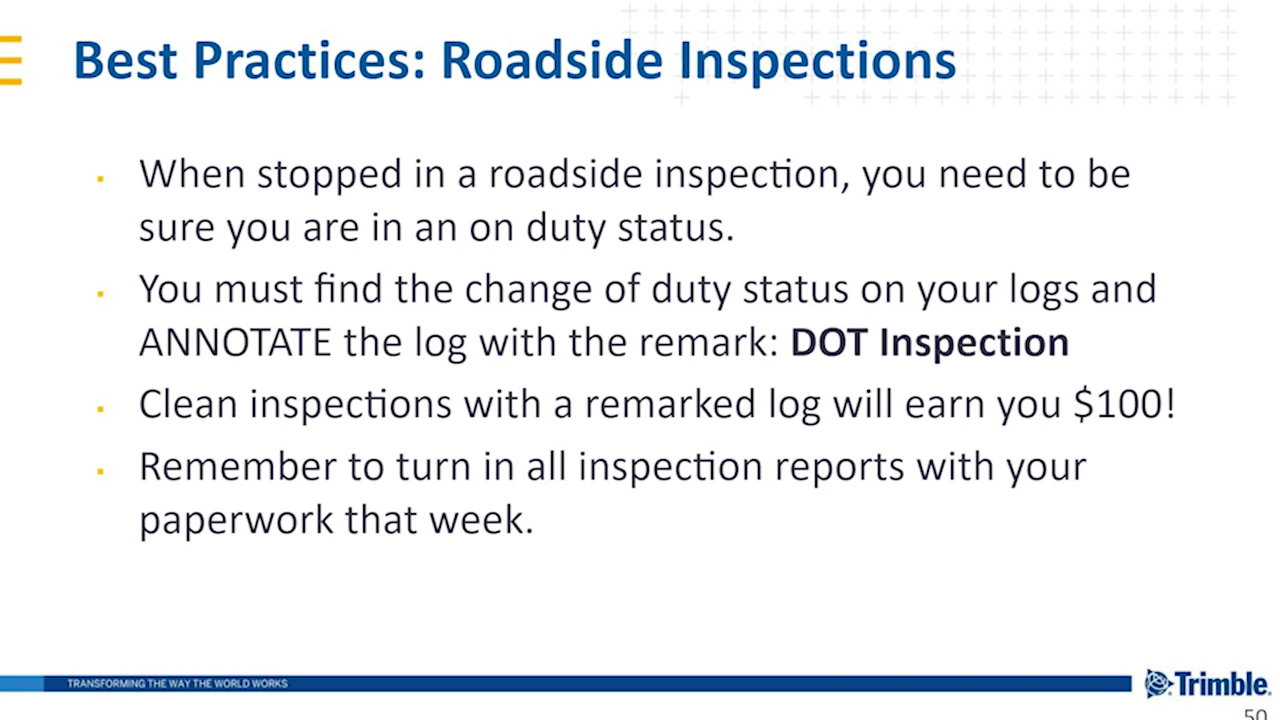 Best Practices: Roadside Inspections
When stopped in a roadside inspection, you need to be
sure you are in an on duty status.
You must find the change of duty status on your logs and
ANNOTATE the log with the remark: DOT Inspection
Clean inspections with a remarked log will earn you $100!
Remember to turn in all inspection reports with your
paperwork that week.
TRANSFORMING THE WAY THE WORLD WORKS
Trimble.
50